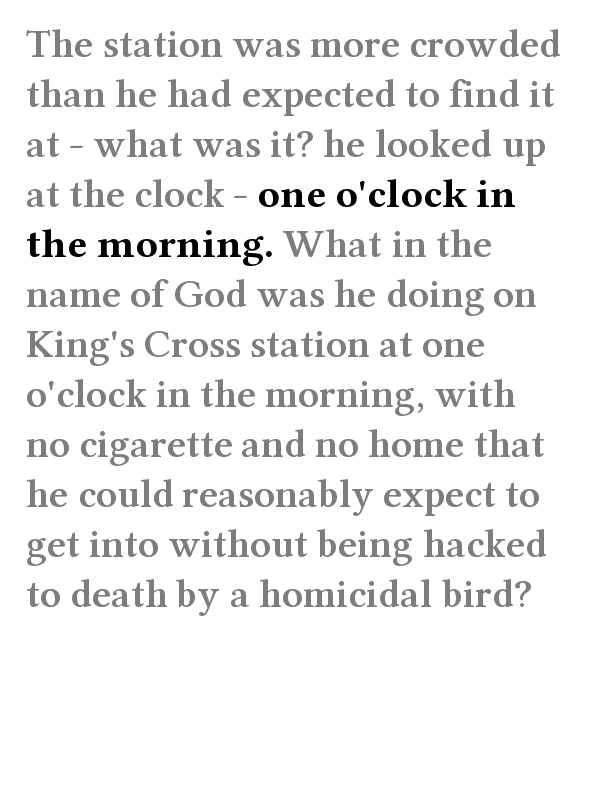 The station was more crowded
than he had expected to find it
at - what was it? he looked up
at the clock - one o'clock in
the morning. What in the
name of God was he doing on
King's Cross station at one
o'clock in the morning, with
no cigarette and no home that
he could reasonably expect to
get into without being hacked
to death by a homicidal bird?